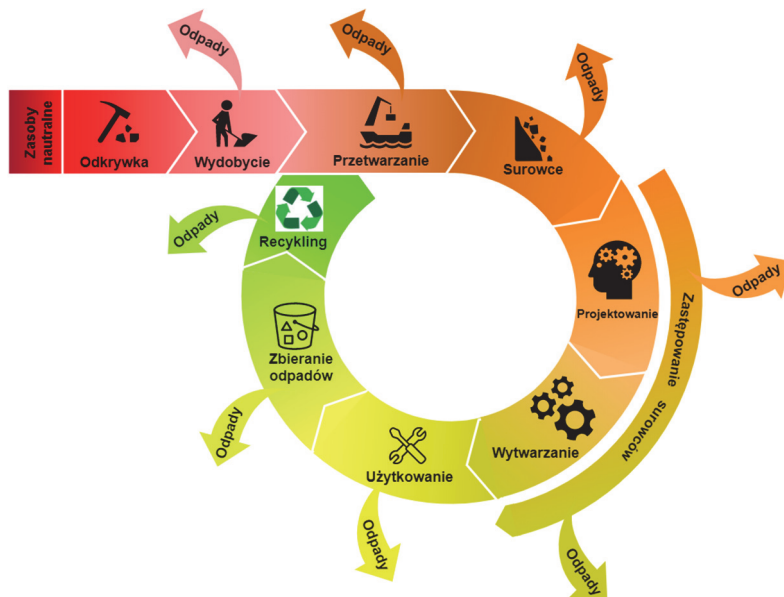 Odpady
Odpady
Odpady
Zasoby
nautralne
Odkrywka
Wydobycie
Przetwarzanie
Surowce
Odpady
Recykling
Projektowanie
Odpady
Zastępowanie surowców
Zbieranie
odpadów
Wytwarzanie
Użytkowanie
Odpady
Odpady
Odpady